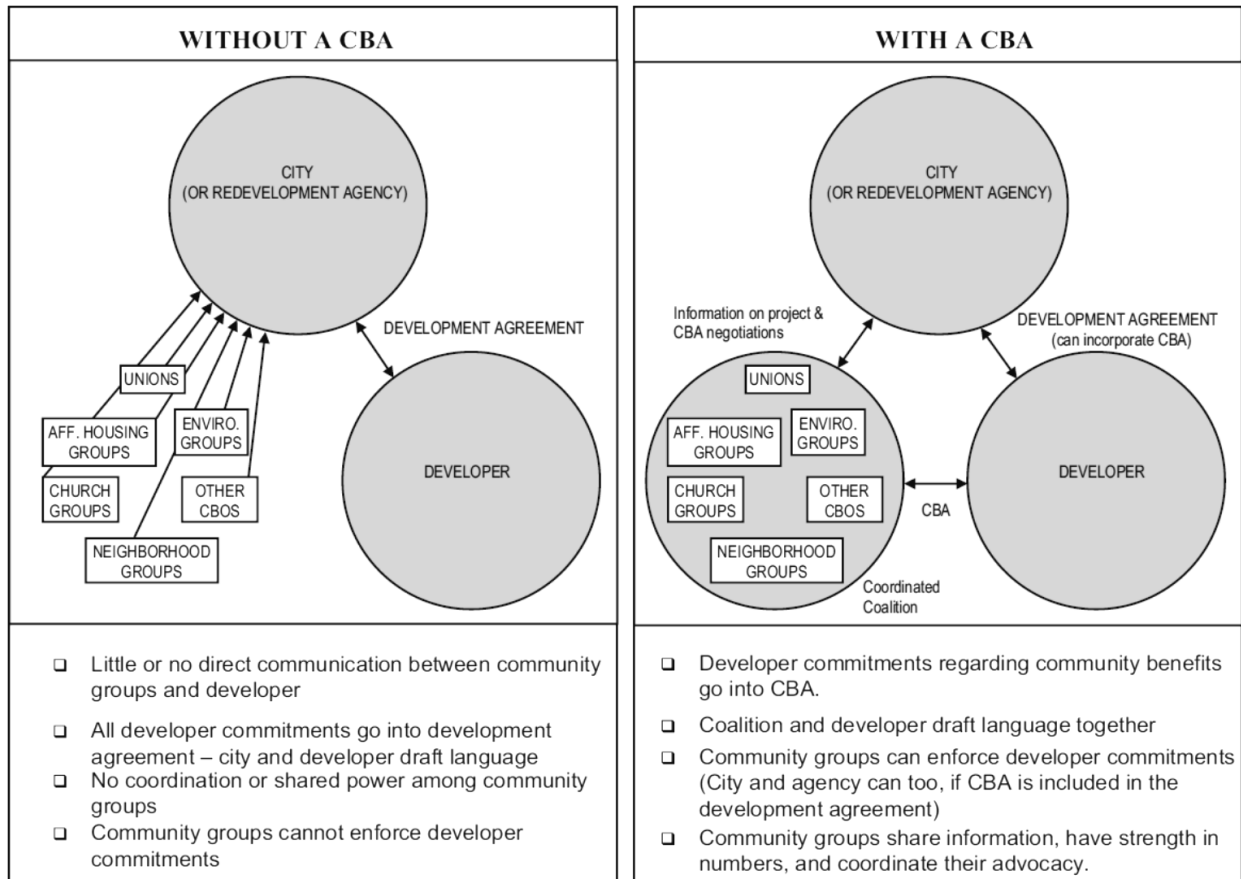 WITHOUT A CBA
CITY
(OR REDEVELOPMENT AGENCY)
DEVELOPMENT AGREEMENT
UNIONS
AFF. HOUSING
GROUPS
ENVIRO.
GROUPS
CHURCH
GROUPS
OTHER
CBOS
NEIGHBORHOOD
GROUPS
DEVELOPER
❑ Little or no direct communication between community
groups and developer
❑ All developer commitments go into development
agreement – city and developer draft language
❑ No coordination or shared power among community
groups
❑ Community groups cannot enforce developer
commitments
WITH A CBA
CITY
(OR REDEVELOPMENT AGENCY)
Information on project &
CBA negotiations
DEVELOPMENT AGREEMENT
(can incorporate CBA)
UNIONS
AFF. HOUSING
GROUPS
ENVIRO.
GROUPS
CHURCH
GROUPS
OTHER
CBOS
NEIGHBORHOOD
GROUPS
CBA
DEVELOPER
Coordinated
Coalition
❑ Developer commitments regarding community benefits
go into CBA.
❑ Coalition and developer draft language together
❑ Community groups can enforce developer commitments
(City and agency can too, if CBA is included in the
development agreement)
❑ Community groups share information, have strength in
numbers, and coordinate their advocacy.